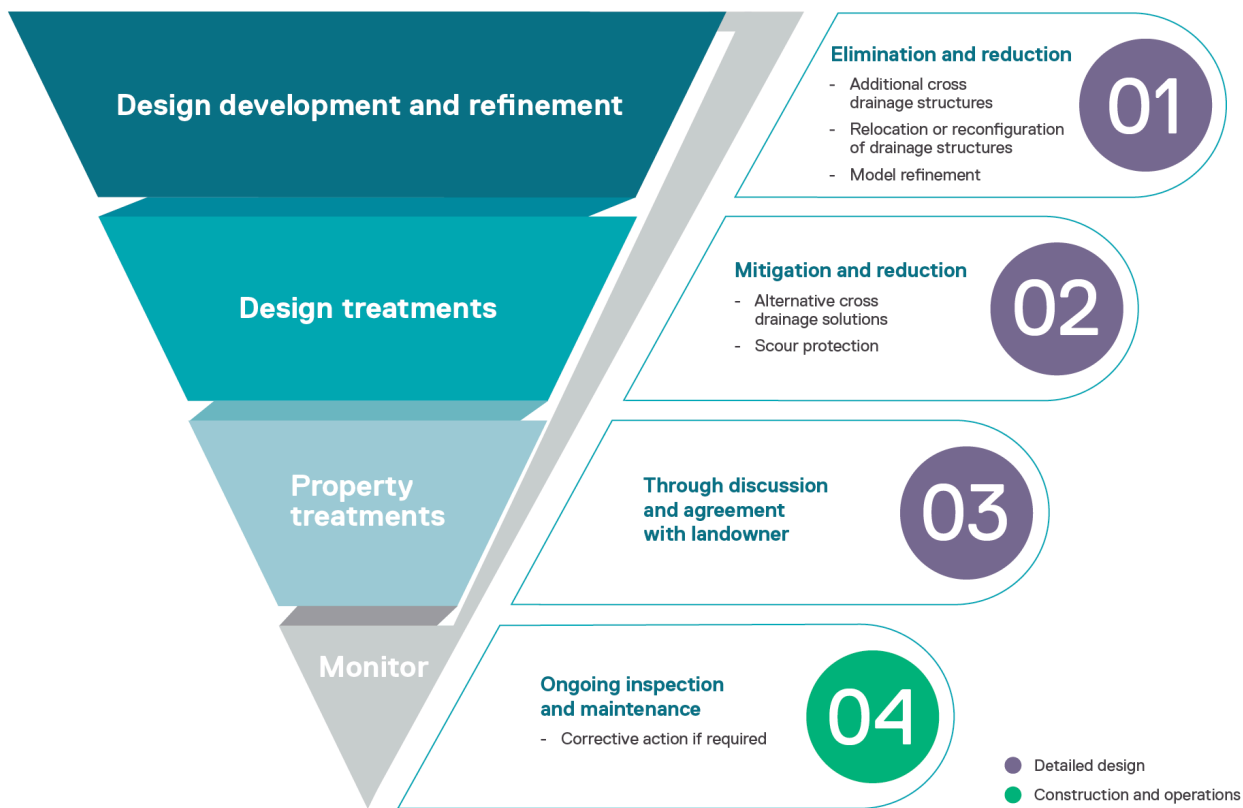 Design development and refinement
Elimination and reduction
- Additional cross
drainage structures
- Relocation or reconfiguration
of drainage structures
- Model refinement
01
Design treatments
Mitigation and reduction
- Alternative cross
drainage solutions
- Scour protection
02
Property
treatments
Through discussion
and agreement
with landowner
03
Monitor
Ongoing inspection
and maintenance
- Corrective action if required
04
Detailed design
Construction and operations